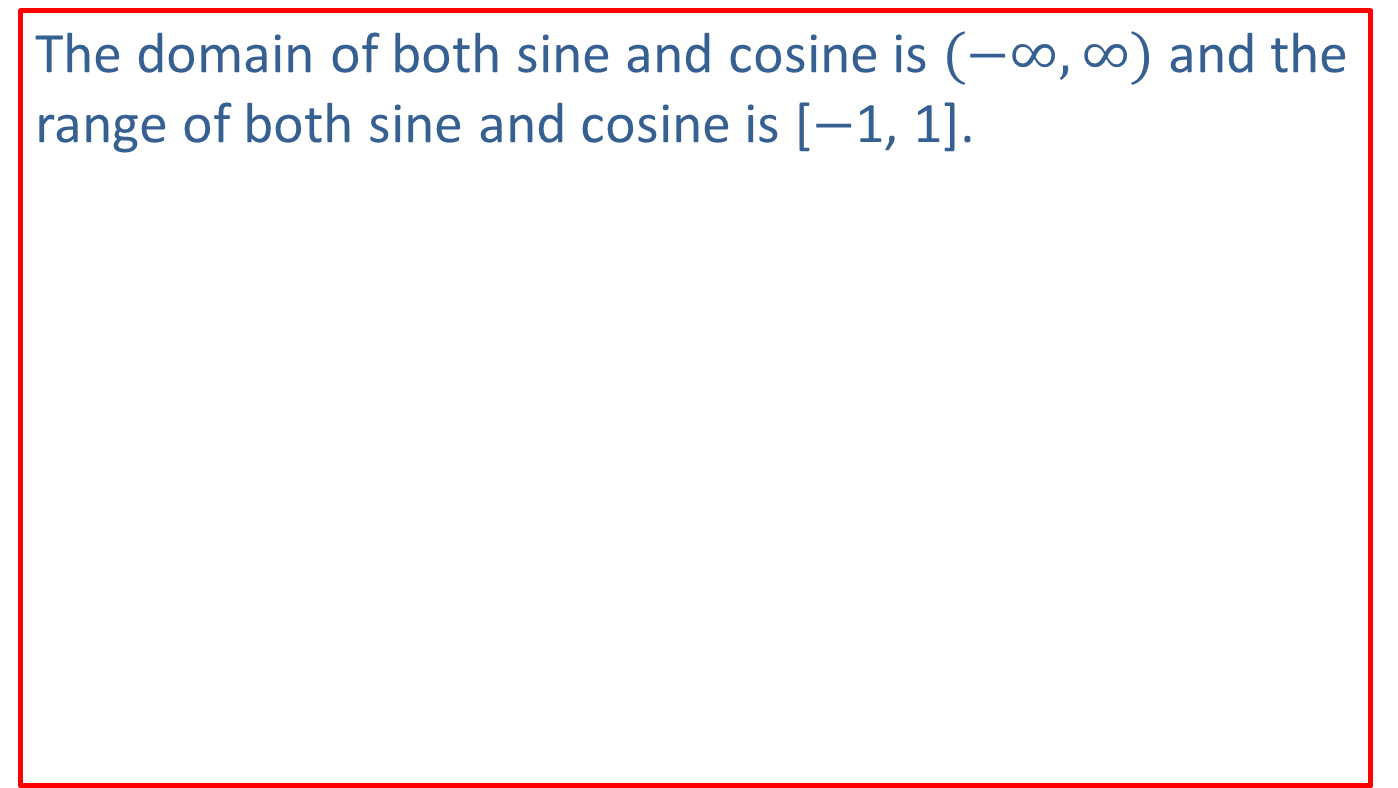 The domain of both sine and cosine is (−∞, ∞) and the
range of both sine and cosine is [−1, 1].